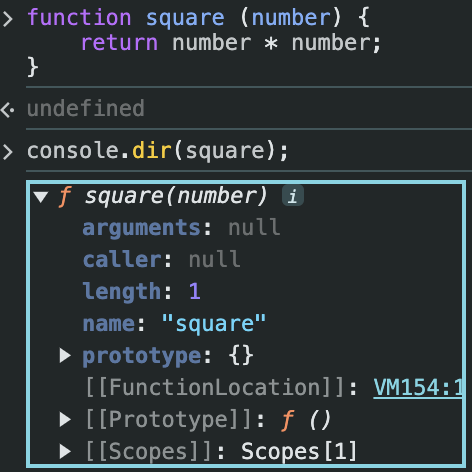 > function square (number) {
return number * number;
}
undefined
> console.dir(square);
▼ ƒ square(number) i
arguments: null
caller: null
length: 1
name: "square"
▶ prototype: {}
[[FunctionLocation]]: VM154:1
▶ [[Prototype]]: ƒ ()
▶ [[Scopes]]: Scopes[1]